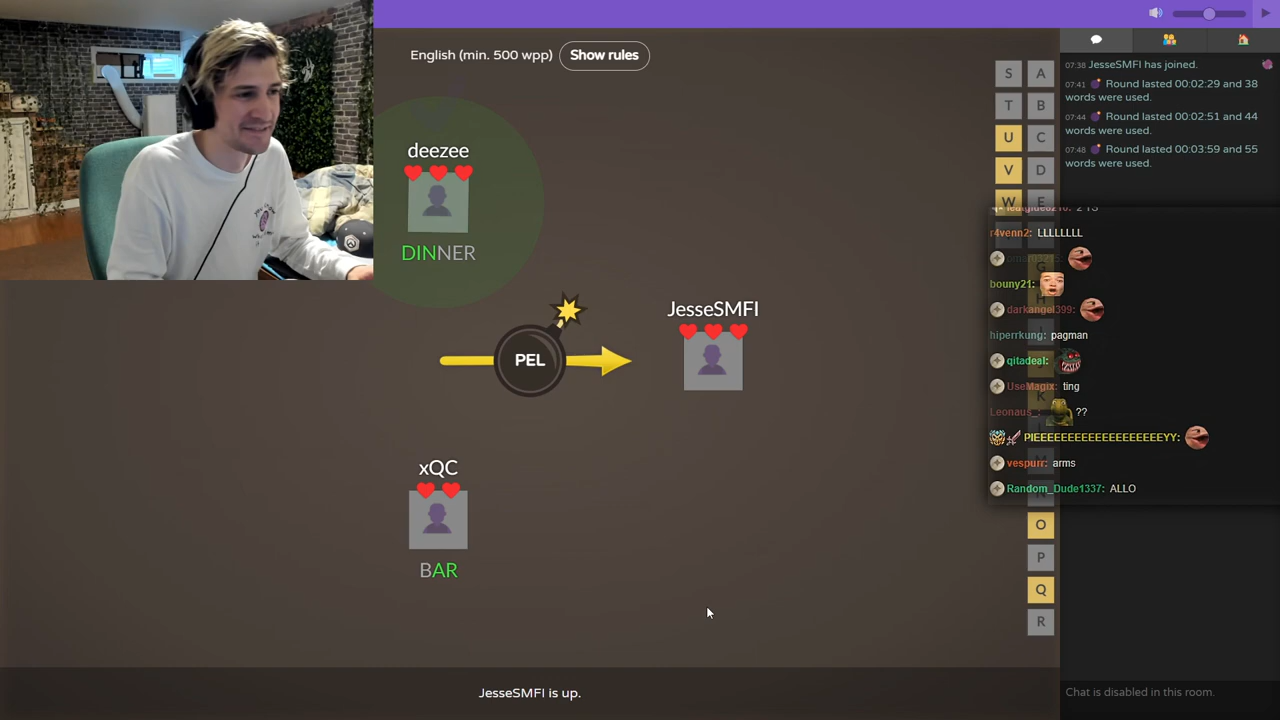 English (min. 500 wpp) Show rules
deezee
DINNER
JesseSMFI
PEL
xQC
BAR
JesseSMFI is up.
S A
T B
U C
V D
W E
K
O
P
Q
R
07:38 JesseSMFI has joined.
07:41 Round lasted 00:02:29 and 38
words were used.
07:44 Round lasted 00:02:51 and 44
words were used.
07:48 Round lasted 00:03:59 and 55
words were used.
r4venn2: LLLLLLLL
bouny21:
darkangel399:
hiperrkung: pagman
qitadeal:
UseMagix: ting
Leonaus_: ??
PIEEEEEEEEEEEEEEEEEEEYY:
vespurr: arms
Random_Dude1337: ALLO
Chat is disabled in this room.